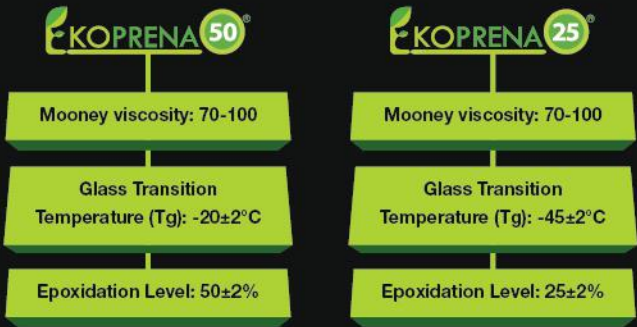 EKOPRENA 50®
Mooney viscosity: 70-100
Glass Transition
Temperature (Tg): -20±2°C
Epoxidation Level: 50±2%
EKOPRENA 25®
Mooney viscosity: 70-100
Glass Transition
Temperature (Tg): -45±2°C
Epoxidation Level: 25±2%